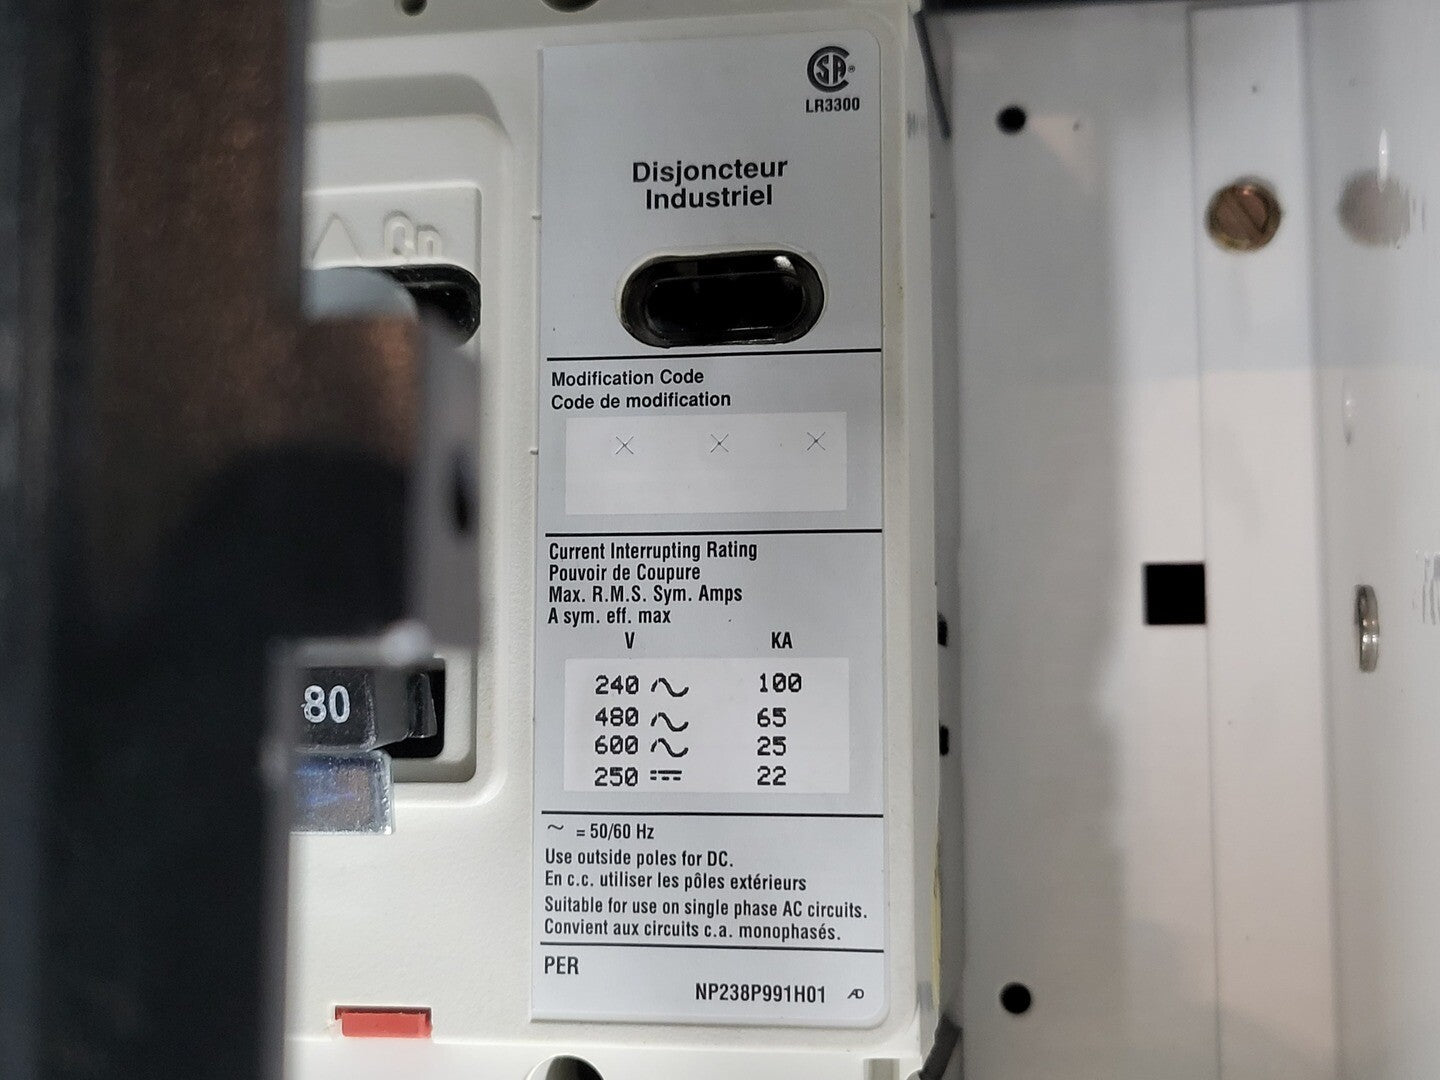 CSA ®
LR3300
Disjoncteur
Industriel
On
Modification Code
Code de modification
Current Interrupting Rating
Pouvoir de Coupure
Max. R.M.S. Sym. Amps
A sym. eff. max
V KA
240 ~ 100
480 ~ 65
600 ~ 25
250 ⎓ 22
80
~ = 50/60 Hz
Use outside poles for DC.
En c.c. utiliser les pôles extérieurs
Suitable for use on single phase AC circuits.
Convient aux circuits c.a. monophasés.
PER
NP238P991H01 AD